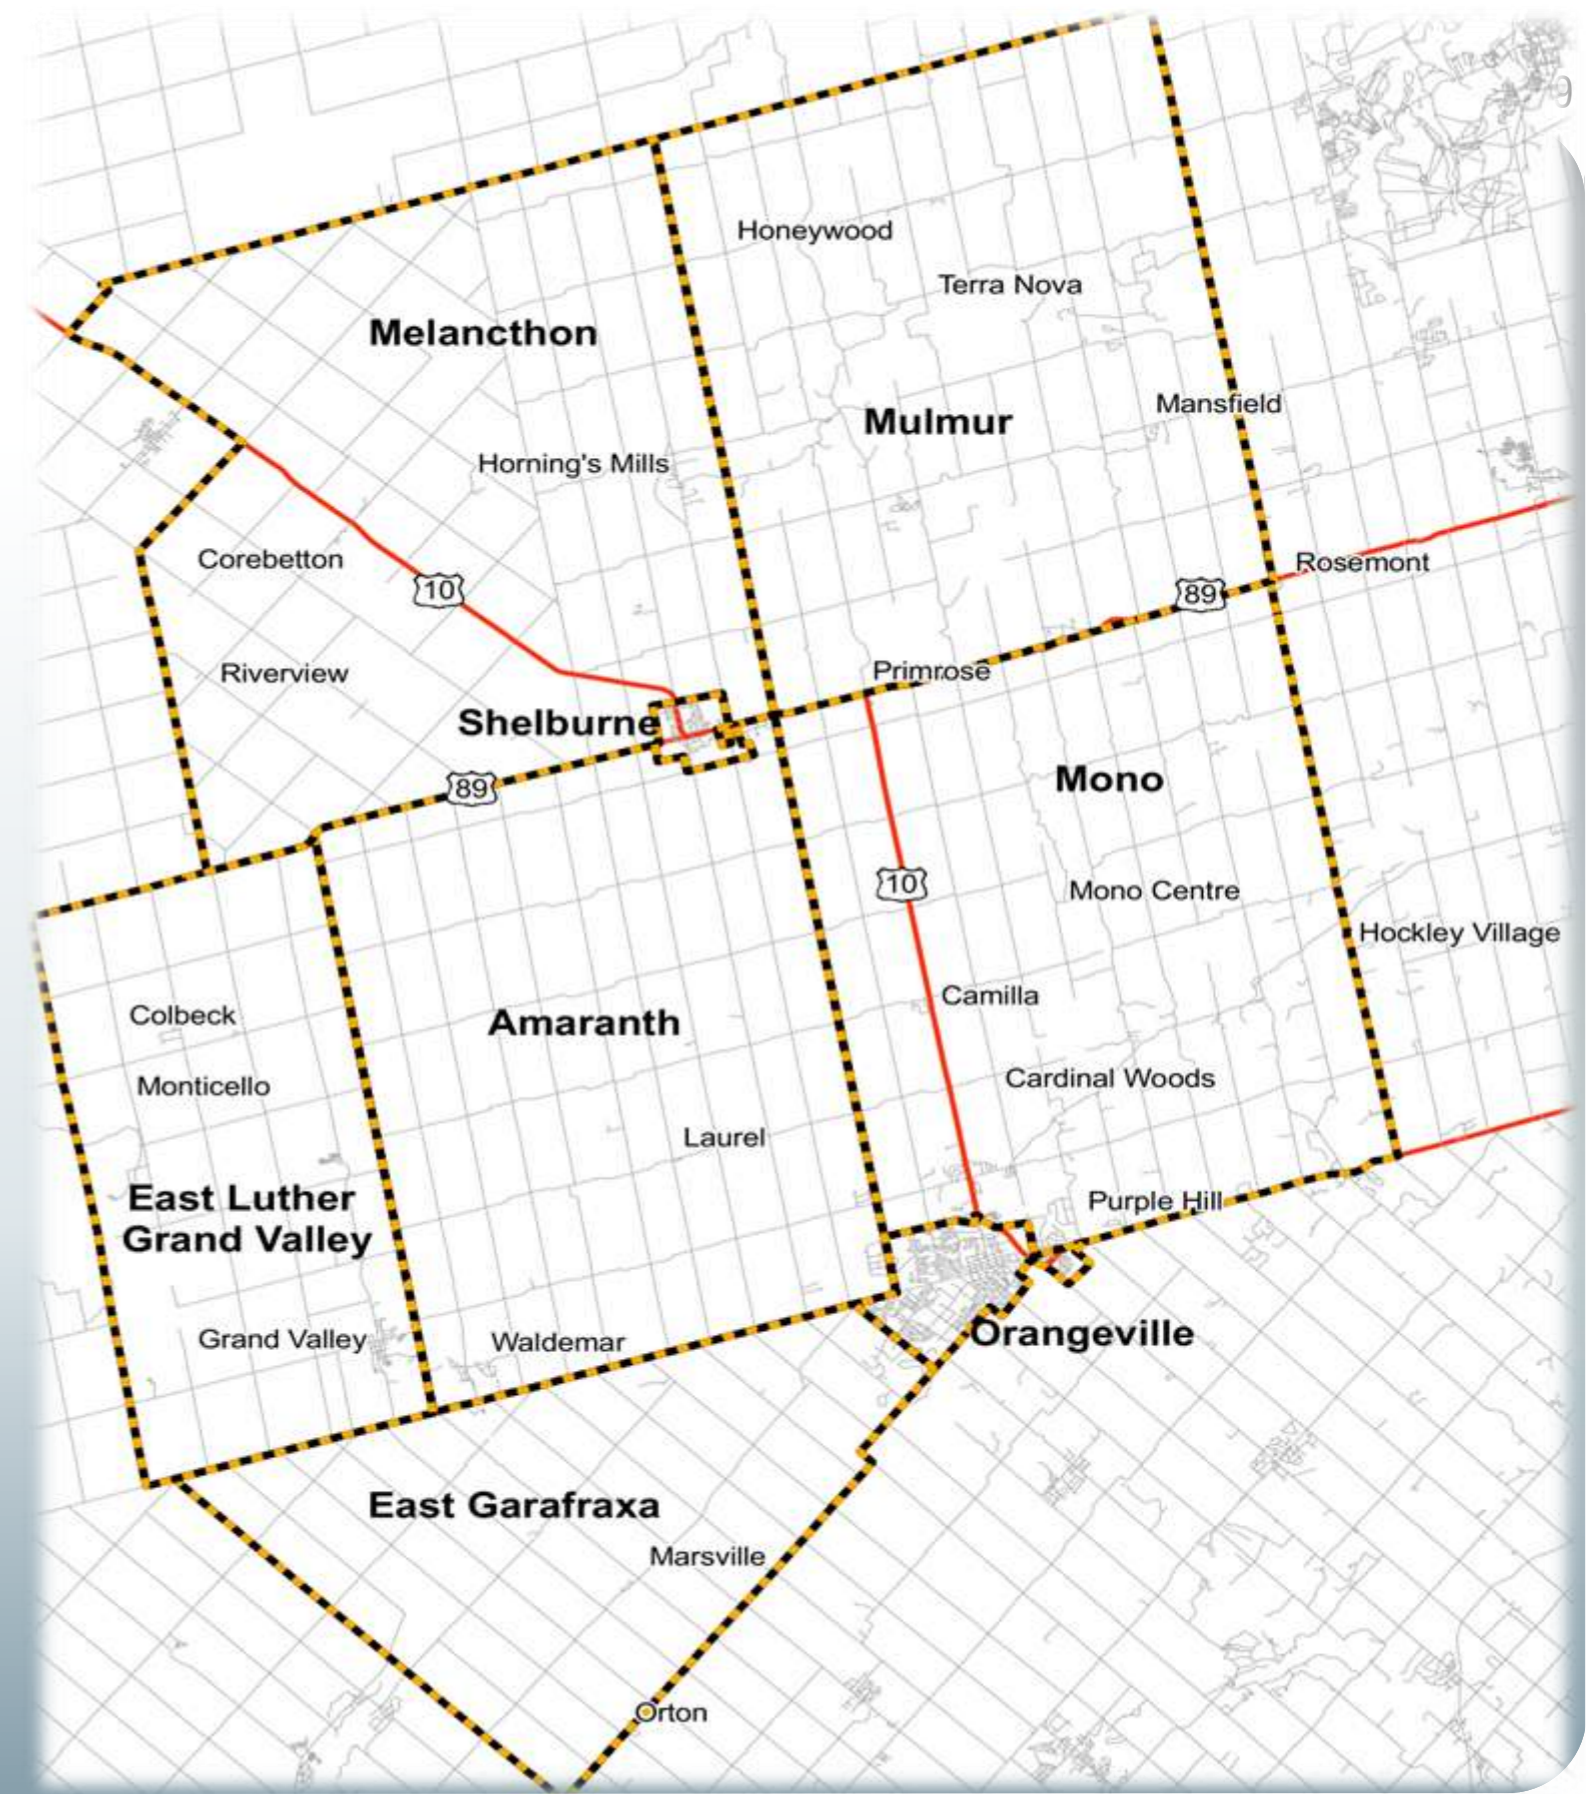 9
Honeywood
Terra Nova
Melancthon
Mansfield
Mulmur
Horning's Mills
Corebetton
Rosemont
10
89
Riverview
Primrose
Shelburne
89
Mono
10
Mono Centre
Hockley Village
Camilla
Colbeck
Amaranth
Cardinal Woods
Monticello
Laurel
East Luther
Grand Valley
Purple Hill
Grand Valley
Waldemar
Orangeville
East Garafraxa
Marsville
Orton